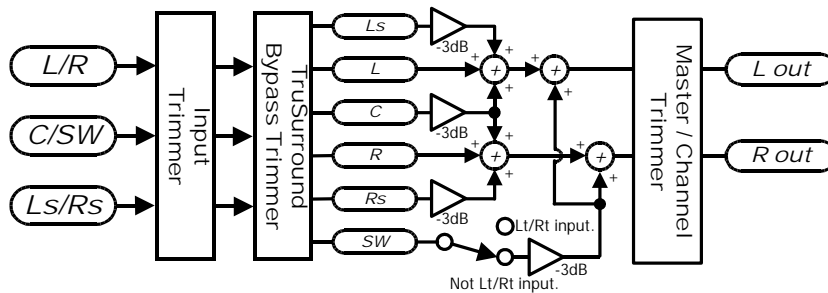 L/R
C/SW
Ls/Rs
Input
Trimmer
TruSurround
Bypass Trimmer
Ls
L
C
R
Rs
SW
-3dB
-3dB
-3dB
-3dB
+
+
+
+
+
+
+
+
+
+
+
+
+
+
Lt/Rt input.
Not Lt/Rt input.
Master / Channel
Trimmer
L out
R out